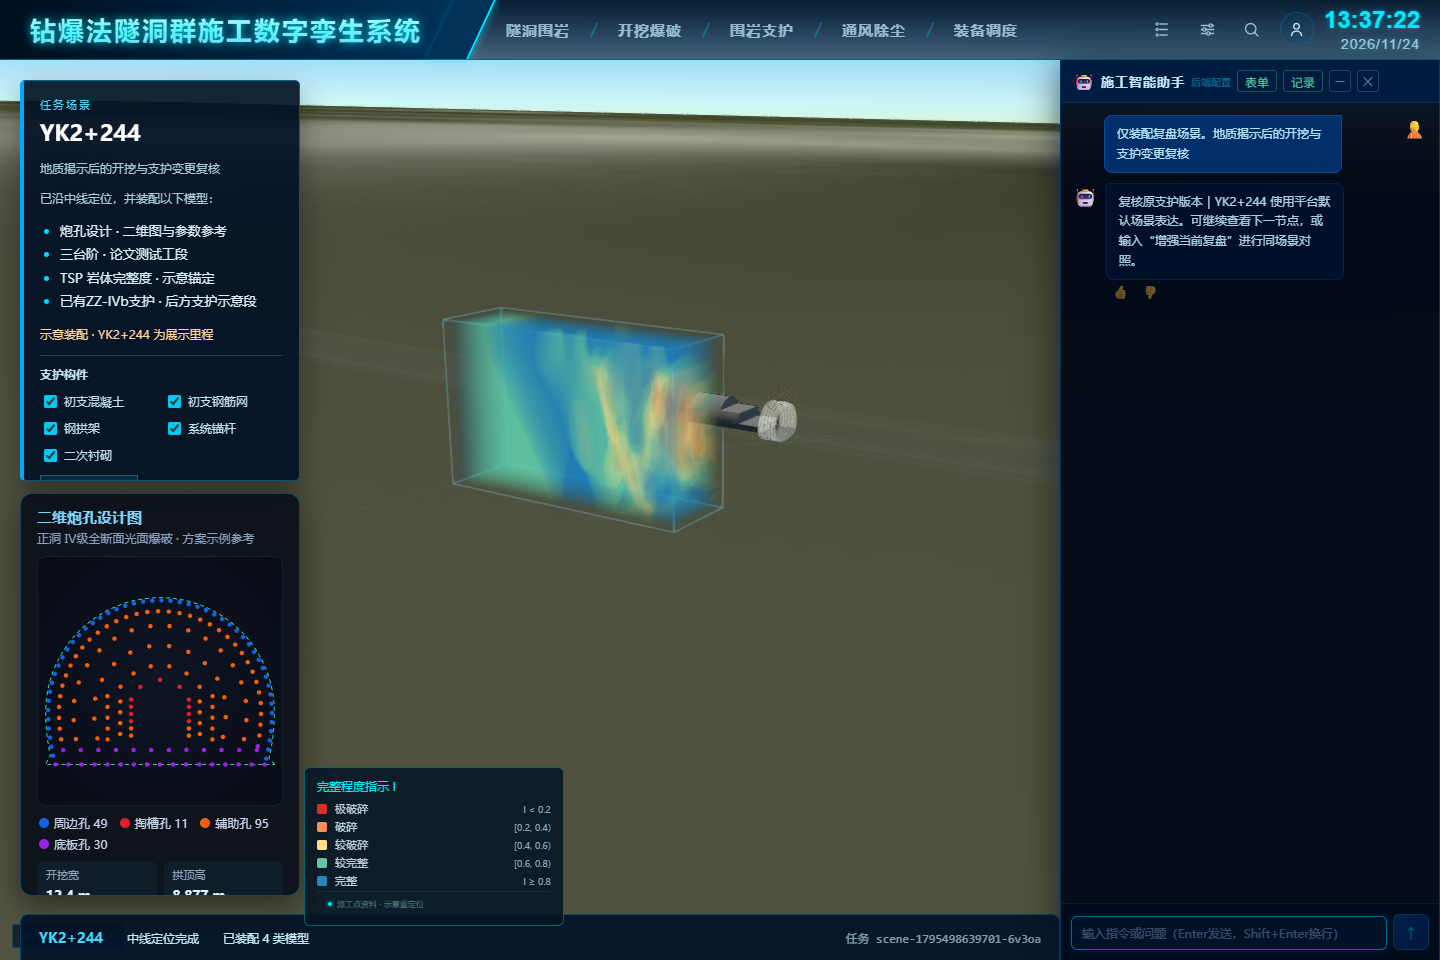 钻爆法隧洞群施工数字孪生系统
隧洞围岩 / 开挖爆破 / 围岩支护 / 通风除尘 / 装备调度
13:37:22
2026/11/24
任务场景
YK2+244
地质揭示后的开挖与支护变更复核
已沿中线定位，并装配以下模型：
炮孔设计 · 二维图与参数参考
三台阶 · 论文测试工段
TSP 岩体完整度 · 示意锚定
已有ZZ-IVb支护 · 后方支护示意段
示意装配 · YK2+244 为展示里程
支护构件
初支混凝土 初支钢筋网
钢拱架 系统锚杆
二次衬砌
二维炮孔设计图
正洞 IV级全断面光面爆破 · 方案示例参考
周边孔 49 掏槽孔 11 辅助孔 95
底板孔 30
开挖宽 拱顶高
12.4 m 8.877 m
完整程度指示 I
极破碎 I < 0.2
破碎 [0.2, 0.4)
较破碎 [0.4, 0.6)
较完整 [0.6, 0.8)
完整 I ≥ 0.8
源工点资料 · 示意重定位
YK2+244 中线定位完成 已装配 4 类模型
任务 scene-1795498639701-6v3oa
施工智能助手 后端配置 表单 记录
仅装配复盘场景。地质揭示后的开挖与
支护变更复核
复核原支护版本 | YK2+244 使用平台默
认场景表达。可继续查看下一节点，或
输入“增强当前复盘”进行同场景对
照。
输入指令或问题（Enter发送，Shift+Enter换行）